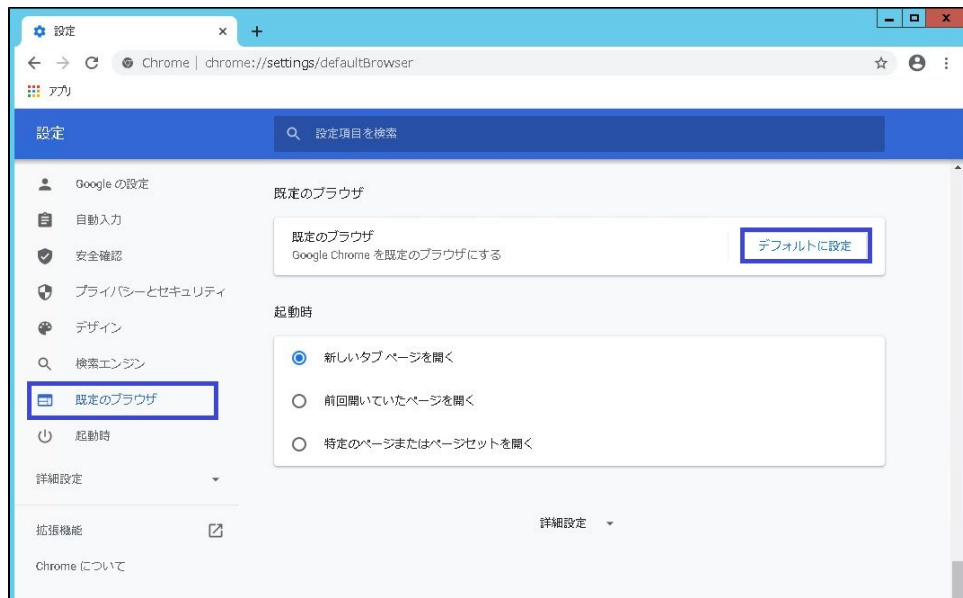 設定
Chrome | chrome://settings/defaultBrowser
アプリ
設定
設定項目を検索
Google の設定
自動入力
安全確認
プライバシーとセキュリティ
デザイン
検索エンジン
既定のブラウザ
起動時
詳細設定
拡張機能
Chrome について
既定のブラウザ
既定のブラウザ
Google Chrome を既定のブラウザにする
デフォルトに設定
起動時
新しいタブ ページを開く
前回開いていたページを開く
特定のページまたはページセットを開く
詳細設定